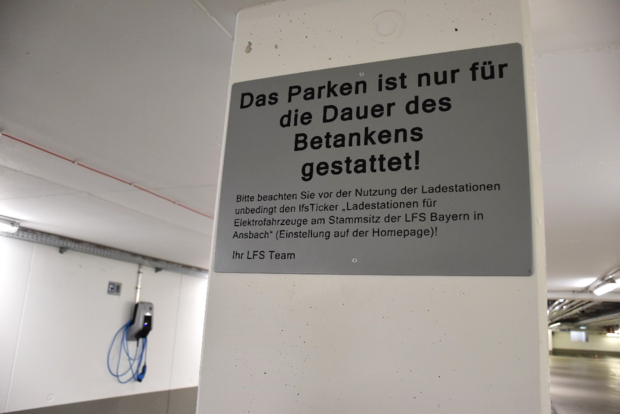 Das Parken ist nur für
die Dauer des
Betankens
gestattet!
Bitte beachten Sie vor der Nutzung der Ladestationen
unbedingt den lfsTicker „Ladestationen für
Elektrofahrzeuge am Stammsitz der LFS Bayern in
Ansbach“ (Einstellung auf der Homepage)!
Ihr LFS Team